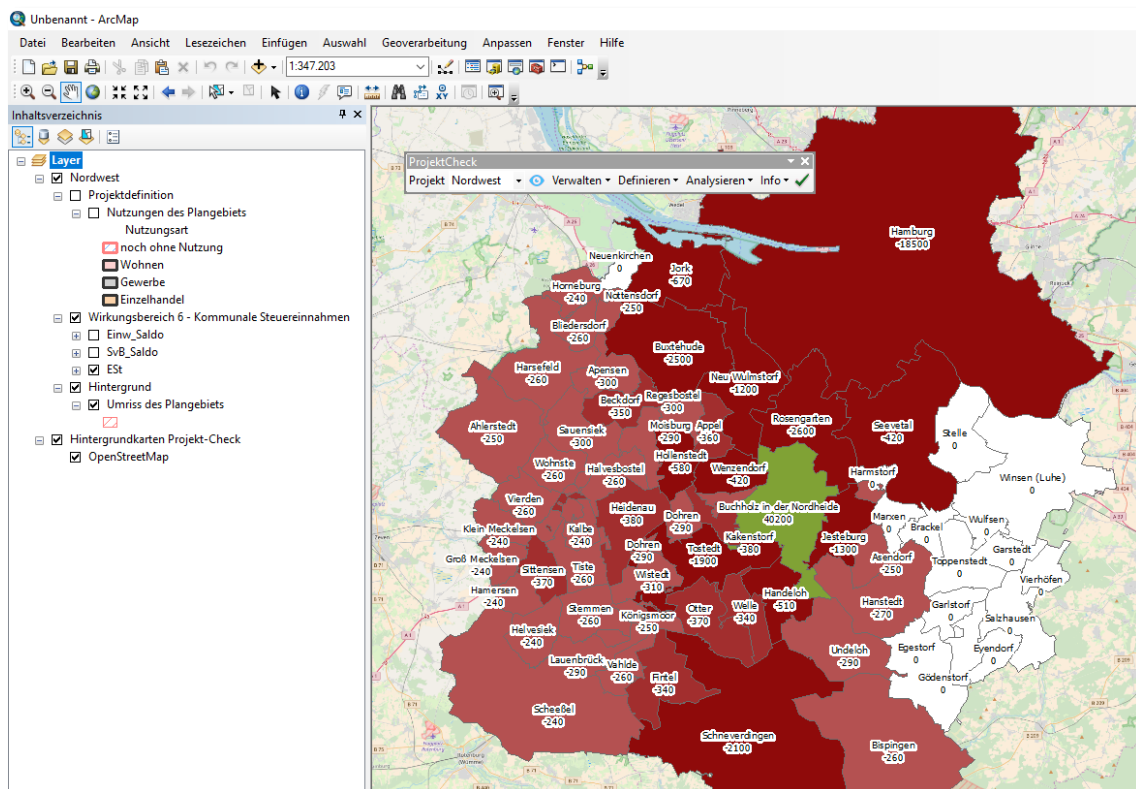 Unbenannt - ArcMap
Datei Bearbeiten Ansicht Lesezeichen Einfügen Auswahl Geoverarbeitung Anpassen Fenster Hilfe
1:347.203
Inhaltsverzeichnis
Layer
Nordwest
Projektdefinition
Nutzungen des Plangebiets
Nutzungsart
noch ohne Nutzung
Wohnen
Gewerbe
Einzelhandel
Wirkungsbereich 6 - Kommunale Steuereinnahmen
Einw_Saldo
SvB_Saldo
ESt
Hintergrund
Umriss des Plangebiets
Hintergrundkarten Projekt-Check
OpenStreetMap
ProjektCheck
Projekt Nordwest Verwalten Definieren Analysieren Info
Hamburg
-18500
Neuenkirchen
0
Jork
-670
Horneburg
-240
Nottensdorf
-250
Bliedersdorf
-260
Buxtehude
-2500
Harsefeld
-260
Apensen
-300
Neu Wulmstorf
-1200
Beckdorf
-350
Regesbostel
-300
Ahlerstedt
-250
Sauensiek
-300
Moisburg
-290
Appel
-360
Rosengarten
-2600
Seevetal
-420
Stelle
0
Hollenstedt
-580
Wohnste
-260
Halvesbostel
-260
Wenzendorf
-420
Harmstorf
0
Winsen (Luhe)
0
Vierden
-260
Heidenau
-380
Dohren
-290
Buchholz in der Nordheide
40200
Marxen
0
Brackel
0
Wulfsen
0
Klein Meckelsen
-240
Kalbe
-240
Kakenstorf
-380
Jesteburg
-1300
Dohren
-290
Tostedt
-1900
Garstedt
0
Groß Meckelsen
-240
Sittensen
-370
Tiste
-260
Asendorf
-250
Toppenstedt
0
Vierhöfen
0
Wistedt
-310
Hamersen
-240
Handeloh
-510
Hanstedt
-270
Garlstorf
0
Stemmen
-260
Königsmoor
-250
Otter
-370
Welle
-340
Salzhausen
0
Helvesiek
-240
Undeloh
-290
Egestorf
0
Eyendorf
0
Lauenbrück
-290
Vahlde
-260
Fintel
-340
Gödenstorf
0
Scheeßel
-240
Schneverdingen
-2100
Bispingen
-260